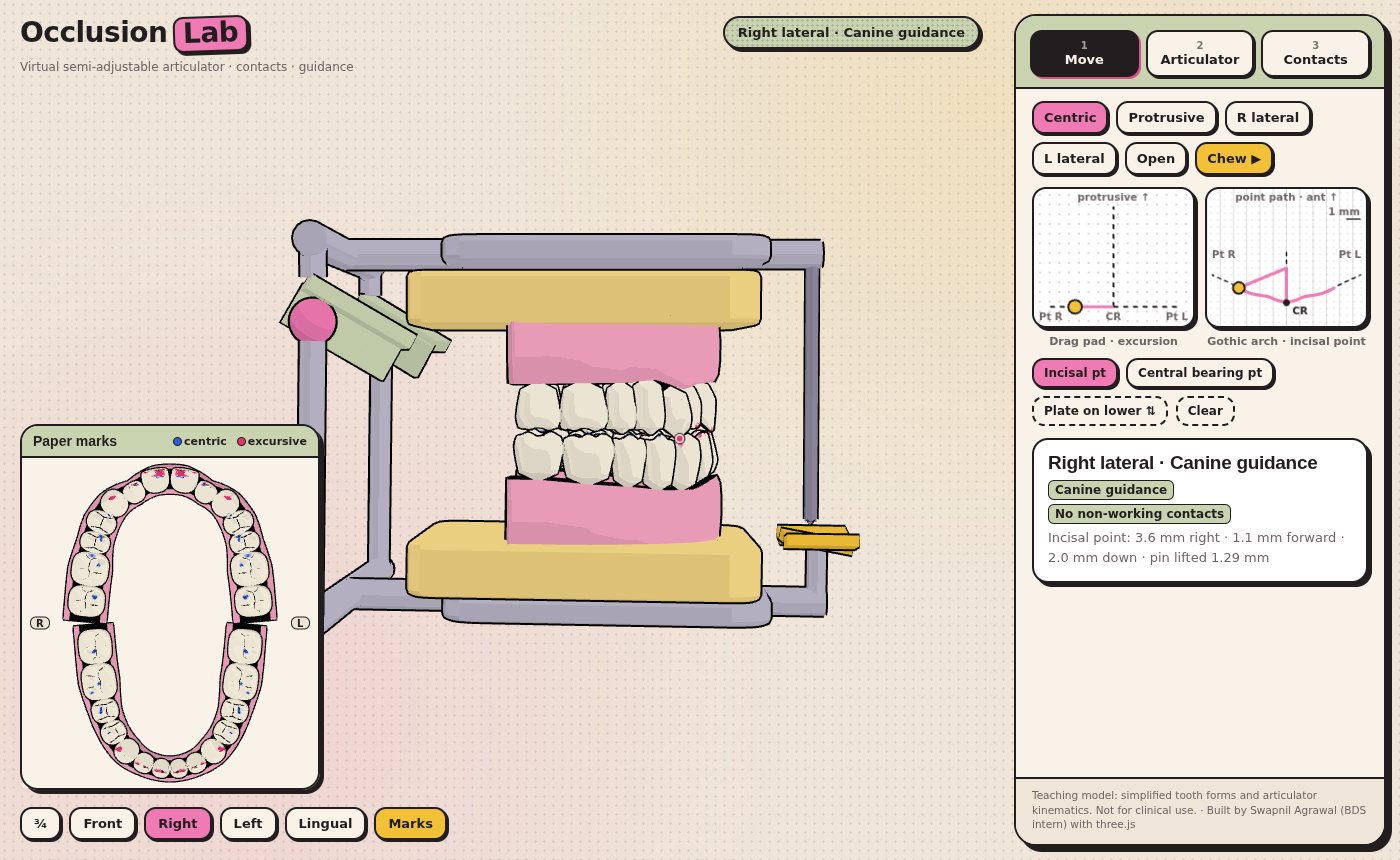 Occlusion Lab
Virtual semi-adjustable articulator · contacts · guidance
Right lateral · Canine guidance
1
Move
2
Articulator
3
Contacts
Centric
Protrusive
R lateral
L lateral
Open
Chew ▶
protrusive ↑
Pt R
CR
Pt L
point path · ant ↑
1 mm
Pt R
Pt L
CR
Drag pad · excursion
Gothic arch · incisal point
Incisal pt
Central bearing pt
Plate on lower ⇅
Clear
Right lateral · Canine guidance
Canine guidance
No non-working contacts
Incisal point: 3.6 mm right · 1.1 mm forward ·
2.0 mm down · pin lifted 1.29 mm
Paper marks
centric
excursive
R
L
¾
Front
Right
Left
Lingual
Marks
Teaching model: simplified tooth forms and articulator
kinematics. Not for clinical use. · Built by Swapnil Agrawal (BDS
intern) with three.js